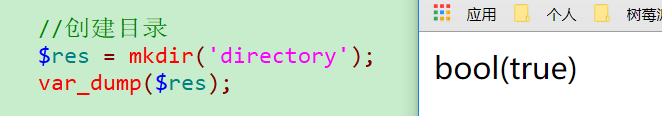 //创建目录
$res = mkdir('directory');
var_dump($res);
应用 个人 树莓派
bool(true)